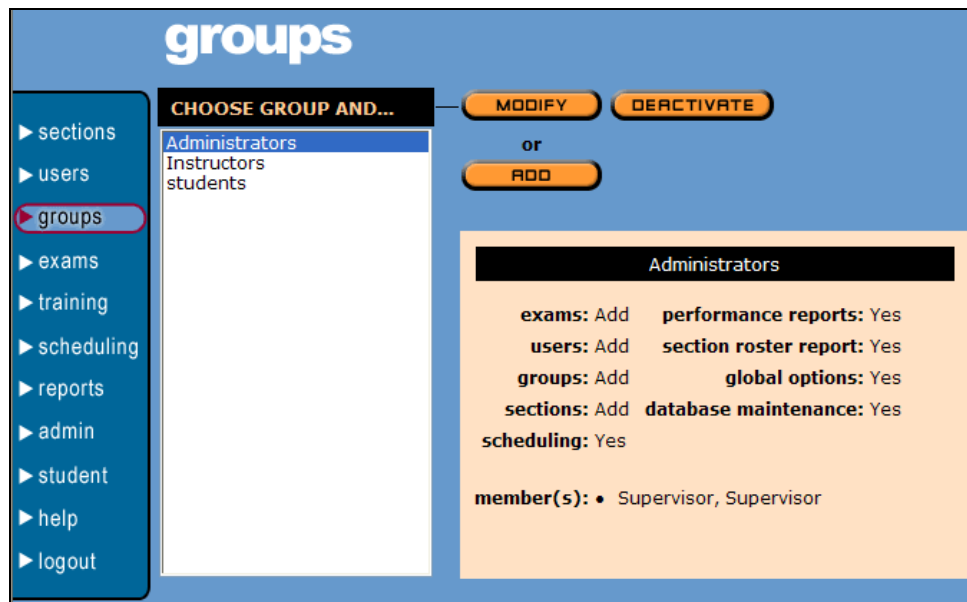 groups
sections
users
groups
exams
training
scheduling
reports
admin
student
help
logout
CHOOSE GROUP AND...
Administrators
Instructors
students
MODIFY DEACTIVATE
or
ADD
Administrators
exams: Add performance reports: Yes
users: Add section roster report: Yes
groups: Add global options: Yes
sections: Add database maintenance: Yes
scheduling: Yes
member(s): • Supervisor, Supervisor